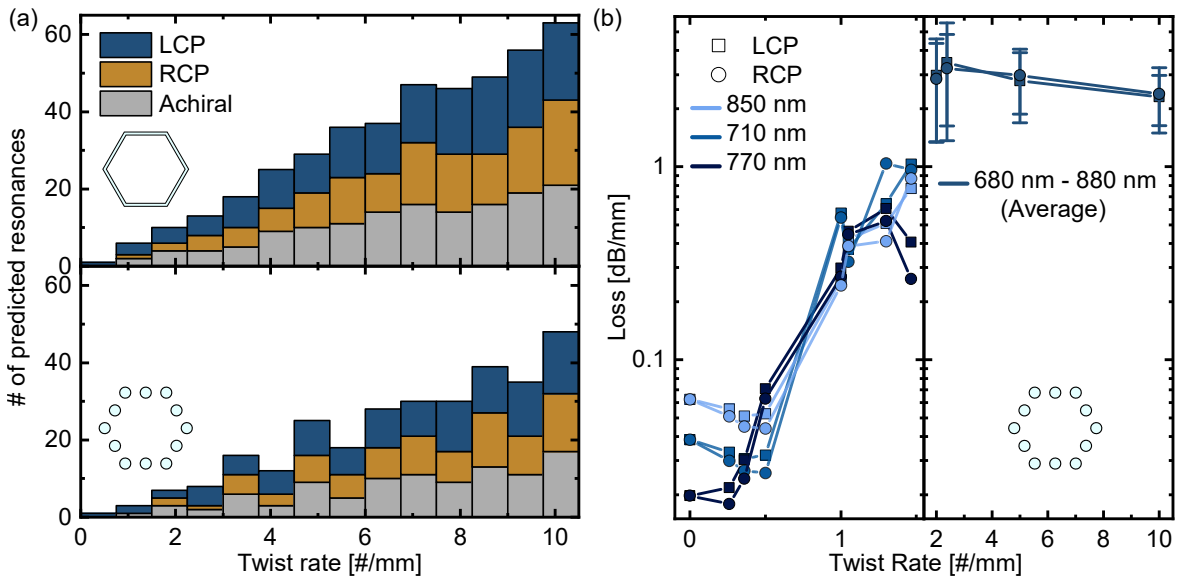 (a)
60
40
20
0
LCP
RCP
Achiral
60
40
20
0
0 2 4 6 8 10
Twist rate [#/mm]
# of predicted resonances
(b)
LCP
RCP
850 nm
710 nm
770 nm
680 nm - 880 nm
(Average)
1
0.1
Loss [dB/mm]
0 1 2 4 6 8 10
Twist Rate [#/mm]